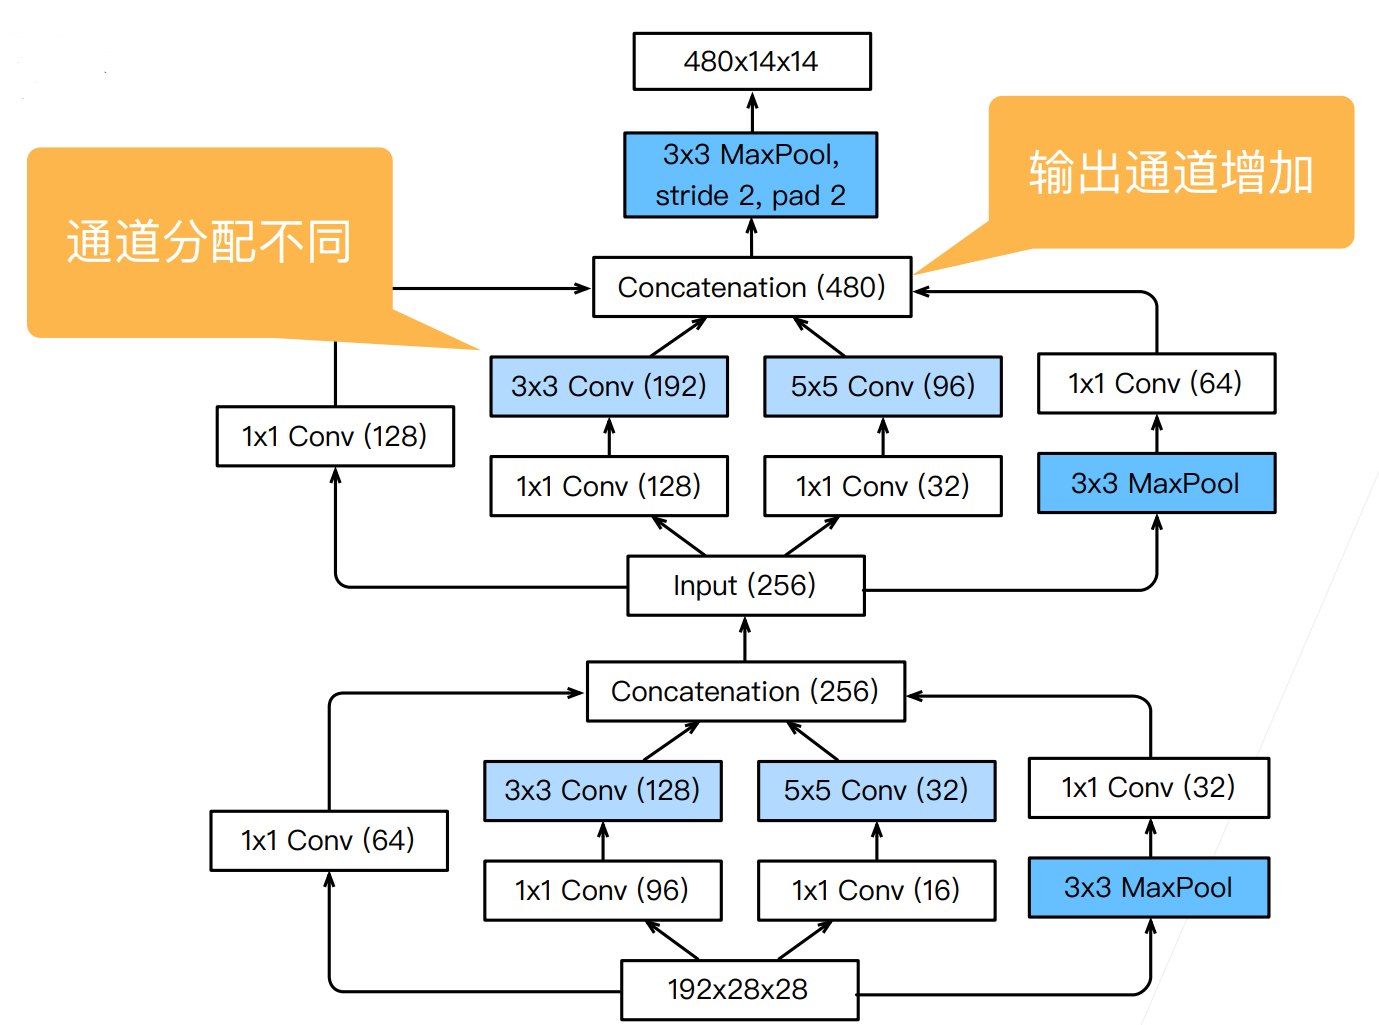 480x14x14
3x3 MaxPool,
stride 2, pad 2
输出通道增加
通道分配不同
Concatenation (480)
3x3 Conv (192)
5x5 Conv (96)
1x1 Conv (64)
1x1 Conv (128)
1x1 Conv (128)
1x1 Conv (32)
3x3 MaxPool
Input (256)
Concatenation (256)
3x3 Conv (128)
5x5 Conv (32)
1x1 Conv (32)
1x1 Conv (64)
1x1 Conv (96)
1x1 Conv (16)
3x3 MaxPool
192x28x28